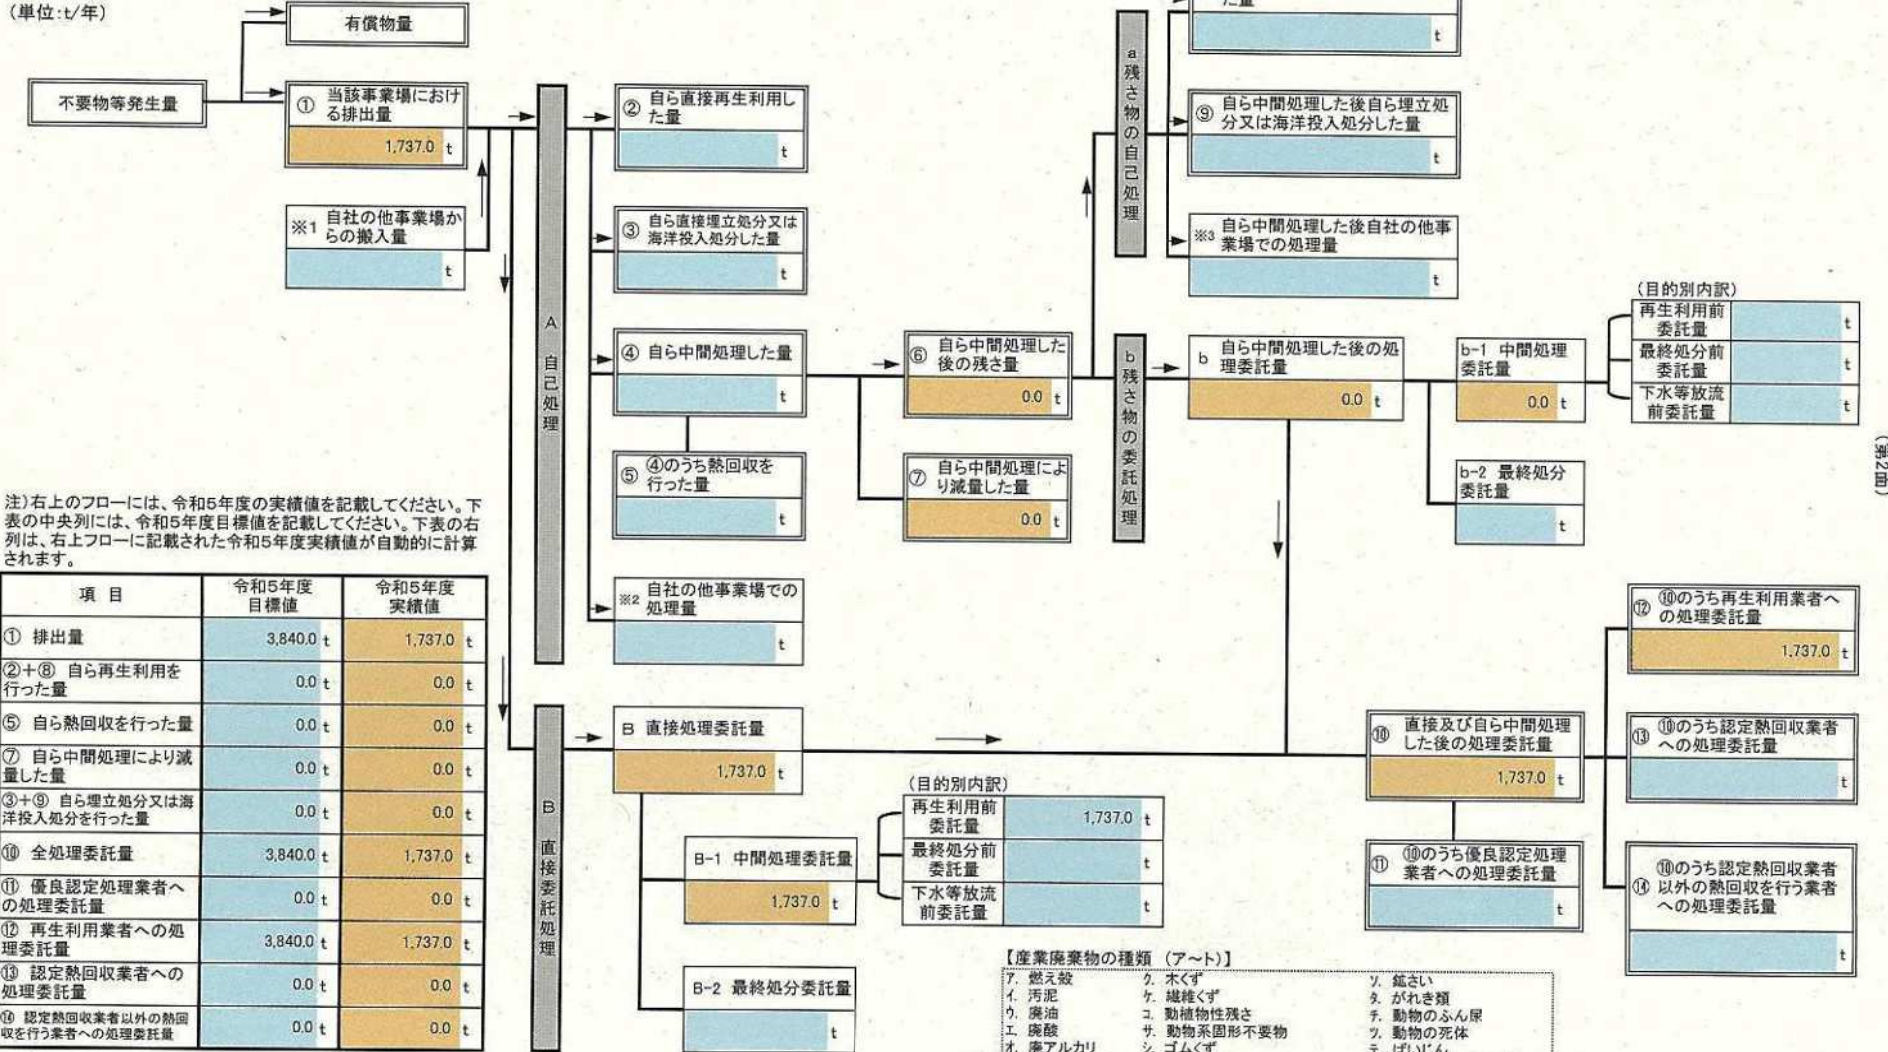 (単位:t/年)
有償物量
不要物等発生量
① 当該事業場におけ
る排出量
1,737.0 t
※1 自社の他事業場か
らの搬入量
t
A 自己処理
② 自ら直接再生利用し
た量
t
③ 自ら直接埋立処分又は
海洋投入処分した量
t
④ 自ら中間処理した量
t
⑤ ④のうち熱回収を
行った量
t
※2 自社の他事業場での
処理量
t
⑥ 自ら中間処理した
後の残さ量
0.0 t
⑦ 自ら中間処理によ
り減量した量
0.0 t
a 残さ物の自己処理
た量
t
⑨ 自ら中間処理した後自ら埋立処
分又は海洋投入処分した量
t
※3 自ら中間処理した後自社の他事
業場での処理量
t
b 残さ物の委託処理
b 自ら中間処理した後の処
理委託量
0.0 t
b-1 中間処理
委託量
0.0 t
b-2 最終処分
委託量
t
(目的別内訳)
再生利用前
委託量 t
最終処分前
委託量 t
下水等放流
前委託量 t
(第2面)
注)右上のフローには、令和5年度の実績値を記載してください。下
表の中央列には、令和5年度目標値を記載してください。下表の右
列は、右上フローに記載された令和5年度実績値が自動的に計算
されます。
項目 令和5年度 目標値 令和5年度 実績値
① 排出量 3,840.0 t 1,737.0 t
②+⑧ 自ら再生利用を
行った量 0.0 t 0.0 t
⑤ 自ら熱回収を行った量 0.0 t 0.0 t
⑦ 自ら中間処理により減
量した量 0.0 t 0.0 t
③+⑨ 自ら埋立処分又は海
洋投入処分を行った量 0.0 t 0.0 t
⑩ 全処理委託量 3,840.0 t 1,737.0 t
⑪ 優良認定処理業者へ
の処理委託量 0.0 t 0.0 t
⑫ 再生利用業者への処
理委託量 3,840.0 t 1,737.0 t
⑬ 認定熱回収業者への
処理委託量 0.0 t 0.0 t
⑭ 認定熱回収業者以外の熱回
収を行う業者への処理委託量 0.0 t 0.0 t
B 直接委託処理
B 直接処理委託量
1,737.0 t
B-1 中間処理委託量
1,737.0 t
B-2 最終処分委託量
t
(目的別内訳)
再生利用前
委託量 1,737.0 t
最終処分前
委託量 t
下水等放流
前委託量 t
⑩ 直接及び自ら中間処理
した後の処理委託量
1,737.0 t
⑪ ⑩のうち優良認定処理
業者への処理委託量
t
⑫ ⑩のうち再生利用業者へ
の処理委託量
1,737.0 t
⑬ ⑩のうち認定熱回収業者
への処理委託量
t
⑭ ⑩のうち認定熱回収業者
以外の熱回収を行う業者
への処理委託量
t
【産業廃棄物の種類 (ア~ト)】
ア. 燃え殻 ク. 木くず ソ. 鉱さい
イ. 汚泥 ケ. 繊維くず タ. がれき類
ウ. 廃油 コ. 動植物性残さ チ. 動物のふん尿
エ. 廃酸 サ. 動物系固形不要物 ツ. 動物の死体
オ. 廃アルカリ シ. ゴムくず テ. ばいじん